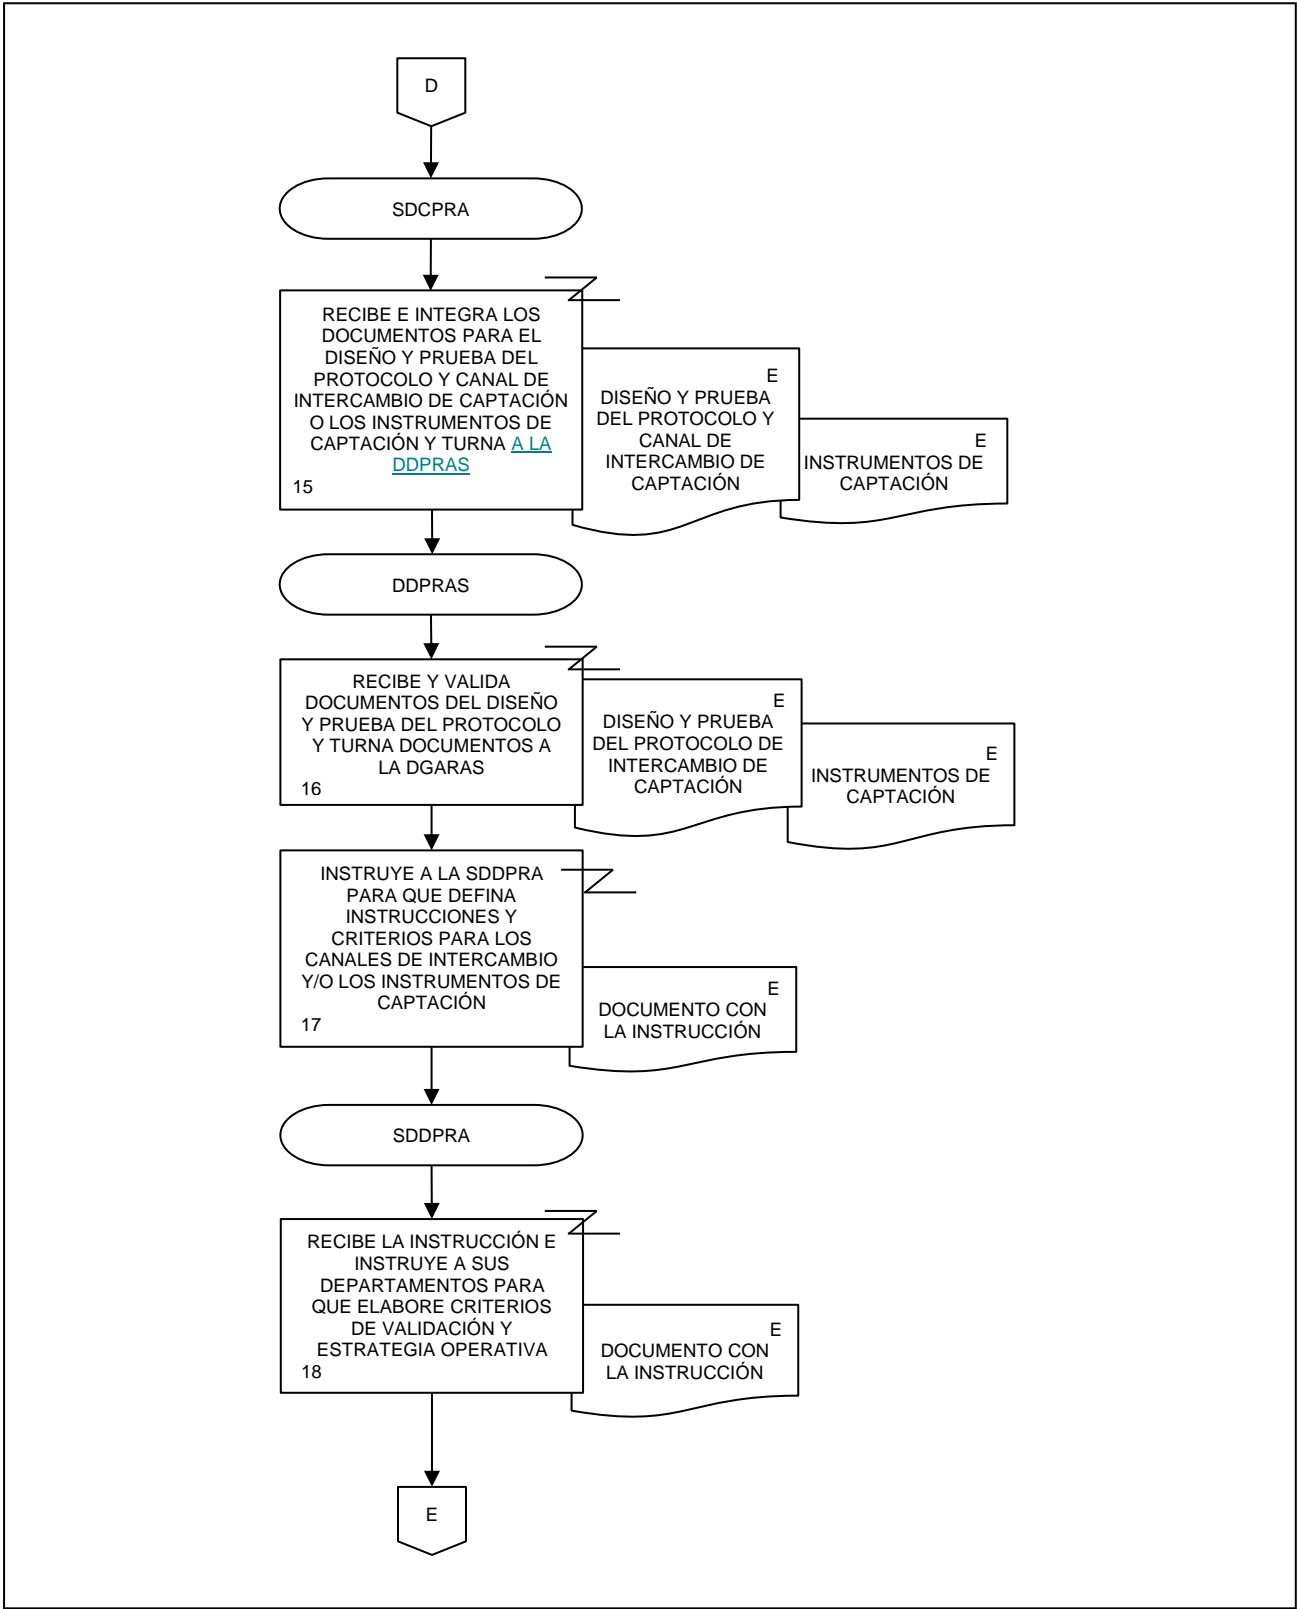 D
SDCPRA
RECIBE E INTEGRA LOS
DOCUMENTOS PARA EL
DISEÑO Y PRUEBA DEL
PROTOCOLO Y CANAL DE
INTERCAMBIO DE CAPTACIÓN
O LOS INSTRUMENTOS DE
CAPTACIÓN Y TURNA A LA
DDPRAS
15
E
DISEÑO Y PRUEBA
DEL PROTOCOLO Y
CANAL DE
INTERCAMBIO DE
CAPTACIÓN
E
INSTRUMENTOS DE
CAPTACIÓN
DDPRAS
RECIBE Y VALIDA
DOCUMENTOS DEL DISEÑO
Y PRUEBA DEL PROTOCOLO
Y TURNA DOCUMENTOS A
LA DGARAS
16
E
DISEÑO Y PRUEBA
DEL PROTOCOLO DE
INTERCAMBIO DE
CAPTACIÓN
E
INSTRUMENTOS DE
CAPTACIÓN
INSTRUYE A LA SDDPRA
PARA QUE DEFINA
INSTRUCCIONES Y
CRITERIOS PARA LOS
CANALES DE INTERCAMBIO
Y/O LOS INSTRUMENTOS DE
CAPTACIÓN
17
E
DOCUMENTO CON
LA INSTRUCCIÓN
SDDPRA
RECIBE LA INSTRUCCIÓN E
INSTRUYE A SUS
DEPARTAMENTOS PARA
QUE ELABORE CRITERIOS
DE VALIDACIÓN Y
ESTRATEGIA OPERATIVA
18
E
DOCUMENTO CON
LA INSTRUCCIÓN
E